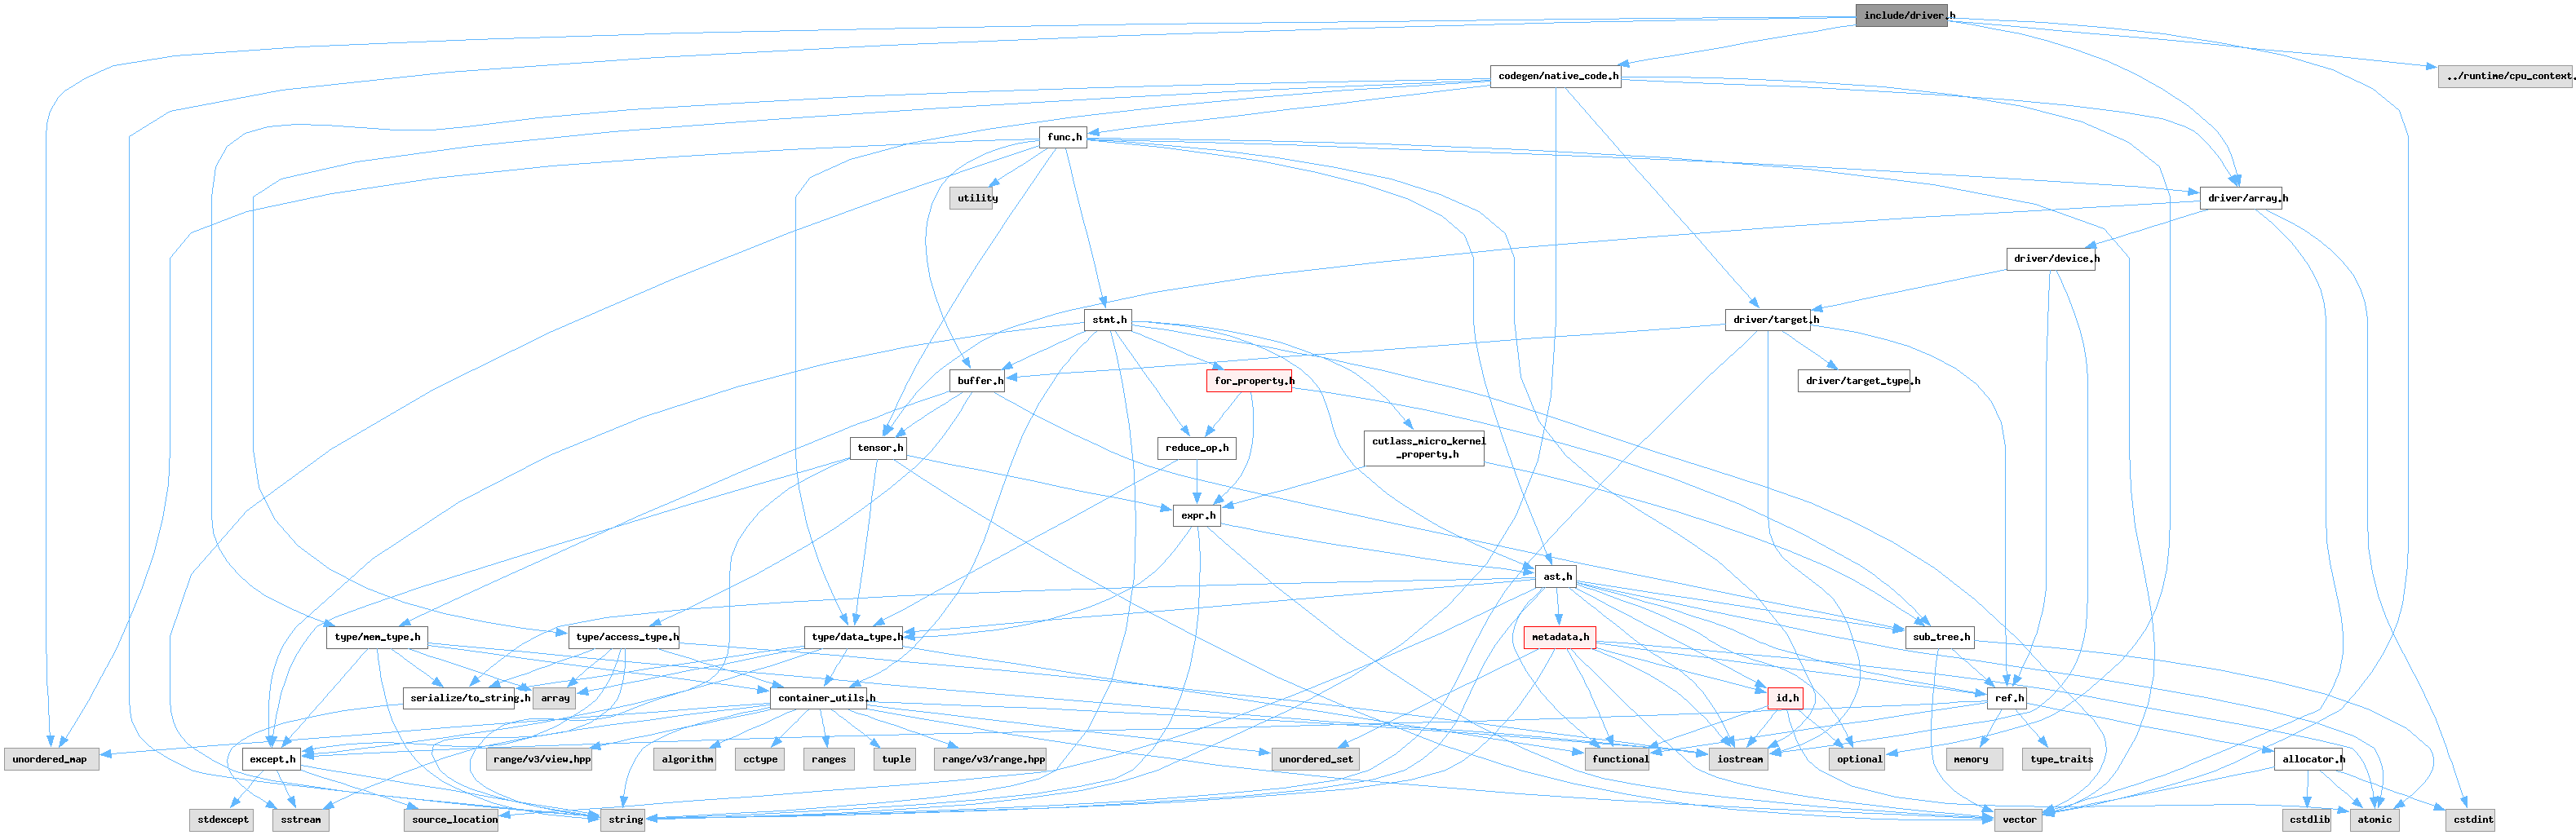 include/driver.h
codegen/native_code.h
../runtime/cpu_context.
func.h
utility
driver/array.h
driver/device.h
stmt.h
driver/target.h
buffer.h
for_property.h
driver/target_type.h
tensor.h
reduce_op.h
cutlass_micro_kernel
_property.h
expr.h
ast.h
type/mem_type.h
type/access_type.h
type/data_type.h
metadata.h
sub_tree.h
serialize/to_string.h
array
container_utils.h
id.h
ref.h
unordered_map
except.h
range/v3/view.hpp
algorithm
cctype
ranges
tuple
range/v3/range.hpp
unordered_set
functional
iostream
optional
memory
type_traits
allocator.h
stdexcept
sstream
source_location
string
vector
cstdlib
atomic
cstdint